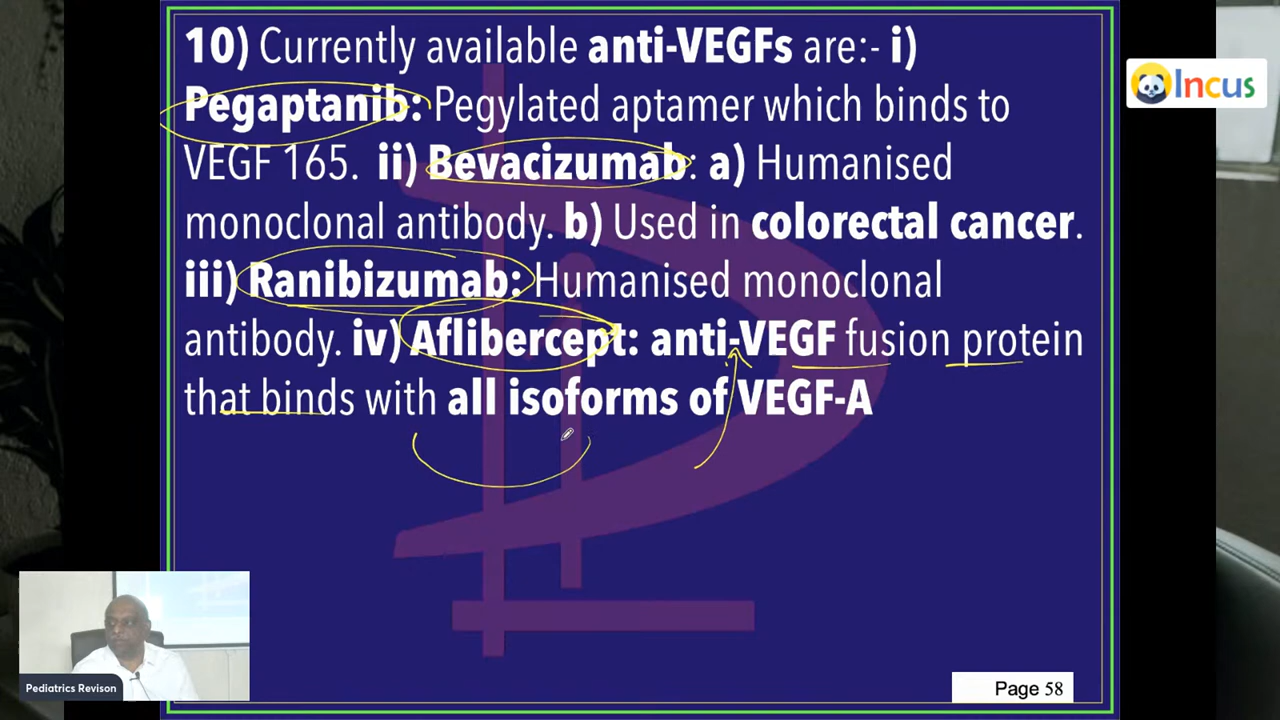 10) Currently available anti-VEGFs are:- i)
Pegaptanib: Pegylated aptamer which binds to
VEGF 165. ii) Bevacizumab: a) Humanised
monoclonal antibody. b) Used in colorectal cancer.
iii) Ranibizumab: Humanised monoclonal
antibody. iv) Aflibercept: anti-VEGF fusion protein
that binds with all isoforms of VEGF-A
Incus
Pediatrics Revison
Page 58